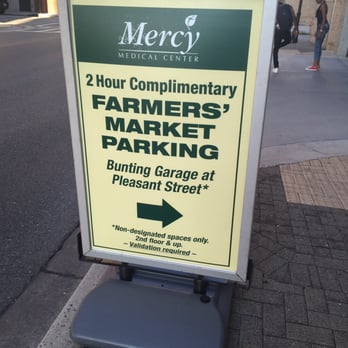 Mercy
MEDICAL CENTER
2 Hour Complimentary
FARMERS'
MARKET
PARKING
Bunting Garage at
Pleasant Street*
*Non-designated spaces only.
2nd floor & up.
– Validation required –